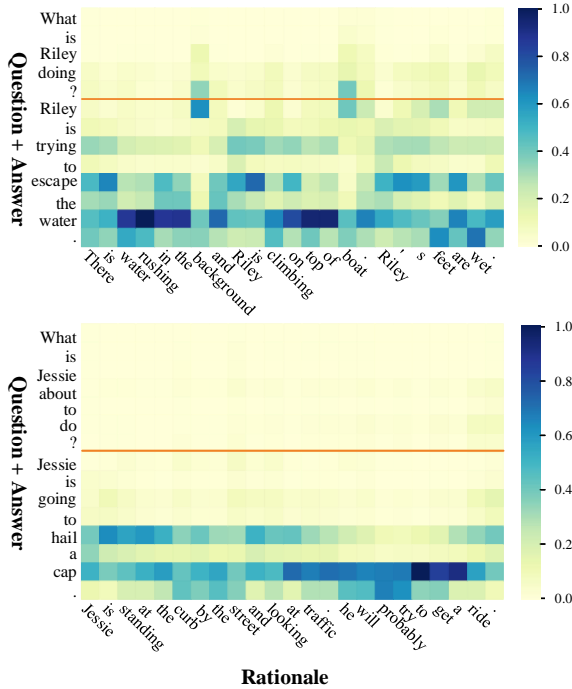 What
is
Riley
doing
?
Riley
is
trying
to
escape
the
water
.
Question + Answer
1.0
0.8
0.6
0.4
0.2
0.0
There is water rushing in the background and Riley is climbing on top of boat . Riley ' s feet are wet .
What
is
Jessie
about
to
do
?
Jessie
is
going
to
hail
a
cap
.
Question + Answer
1.0
0.8
0.6
0.4
0.2
0.0
Jessie is standing at the curb by the street and looking at traffic . he will probably try to get a ride .
Rationale